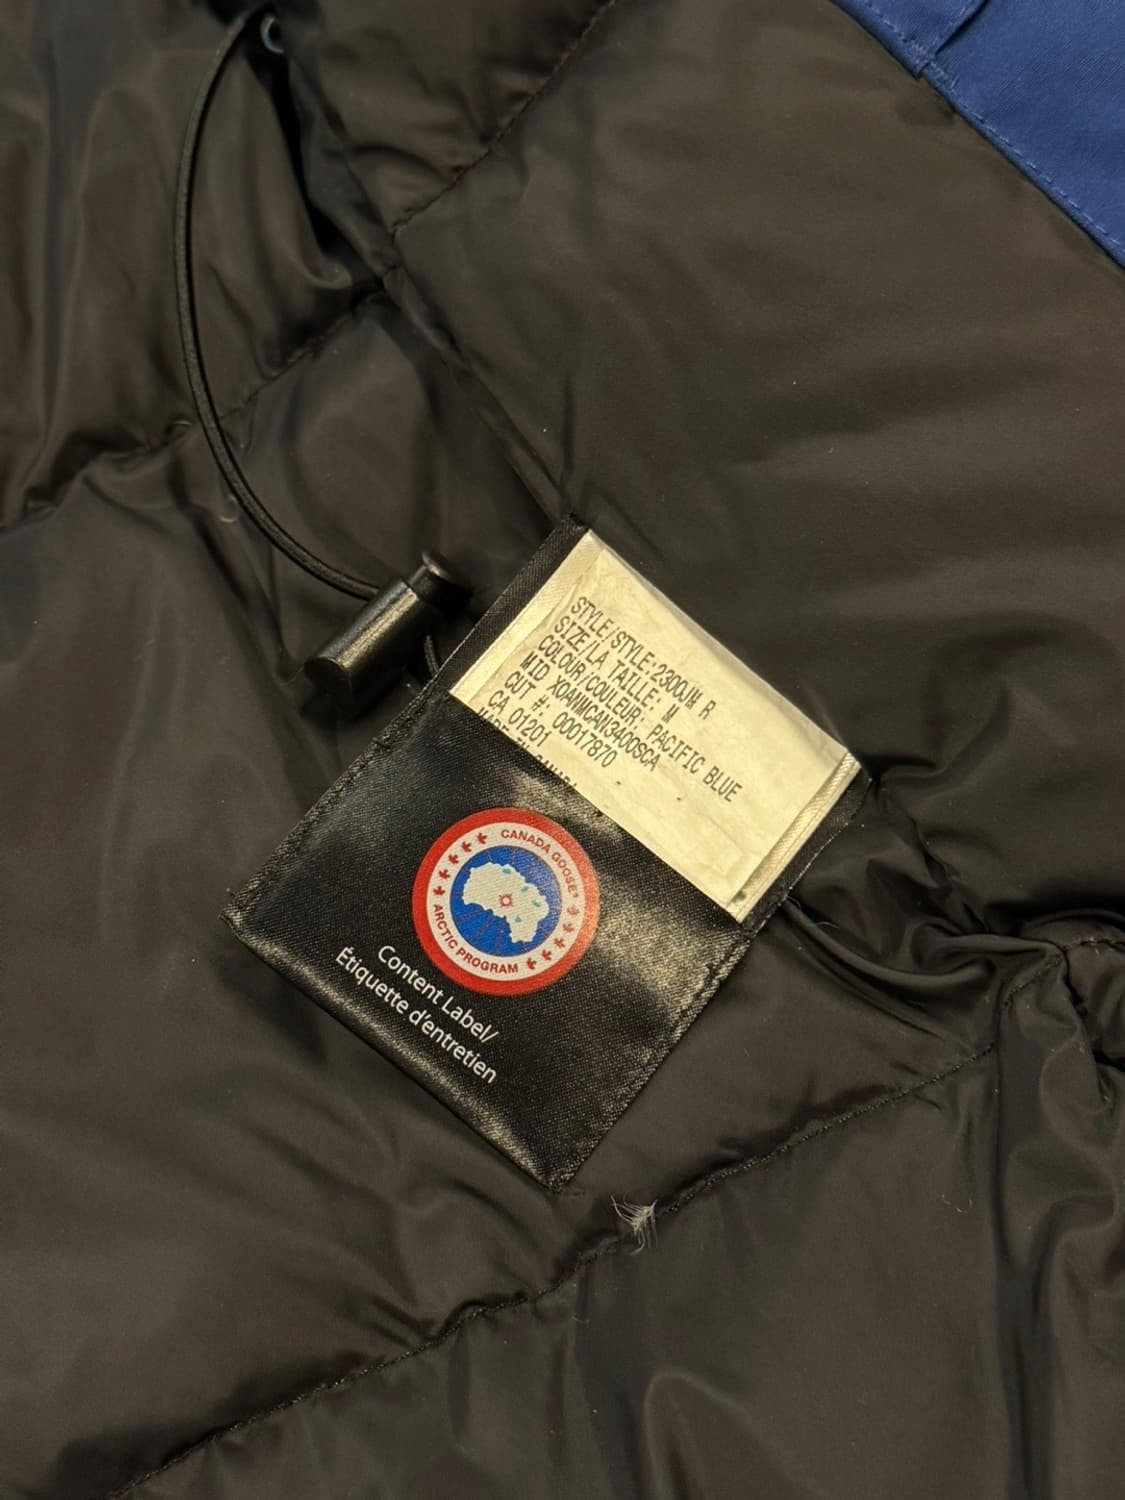 STYLE/STYLE:2300JM R
SIZE/LA TAILLE: M
COLOUR/COULEUR: PACIFIC BLUE
MID XOANMCAN3400SCA
CUT #: 00017870
CA 01201
CANADA GOOSE®
ARCTIC PROGRAM
Content Label/
Étiquette d'entretien